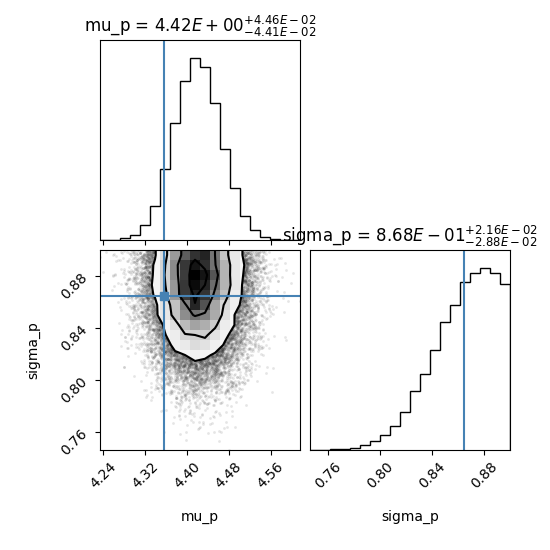 mu_p = 4.42E+00+4.46E−02−4.41E−02
sigma_p = 8.68E−01+2.16E−02−2.88E−02
0.88
0.84
0.80
0.76
sigma_p
4.24 4.32 4.40 4.48 4.56
0.76 0.80 0.84 0.88
mu_p
sigma_p